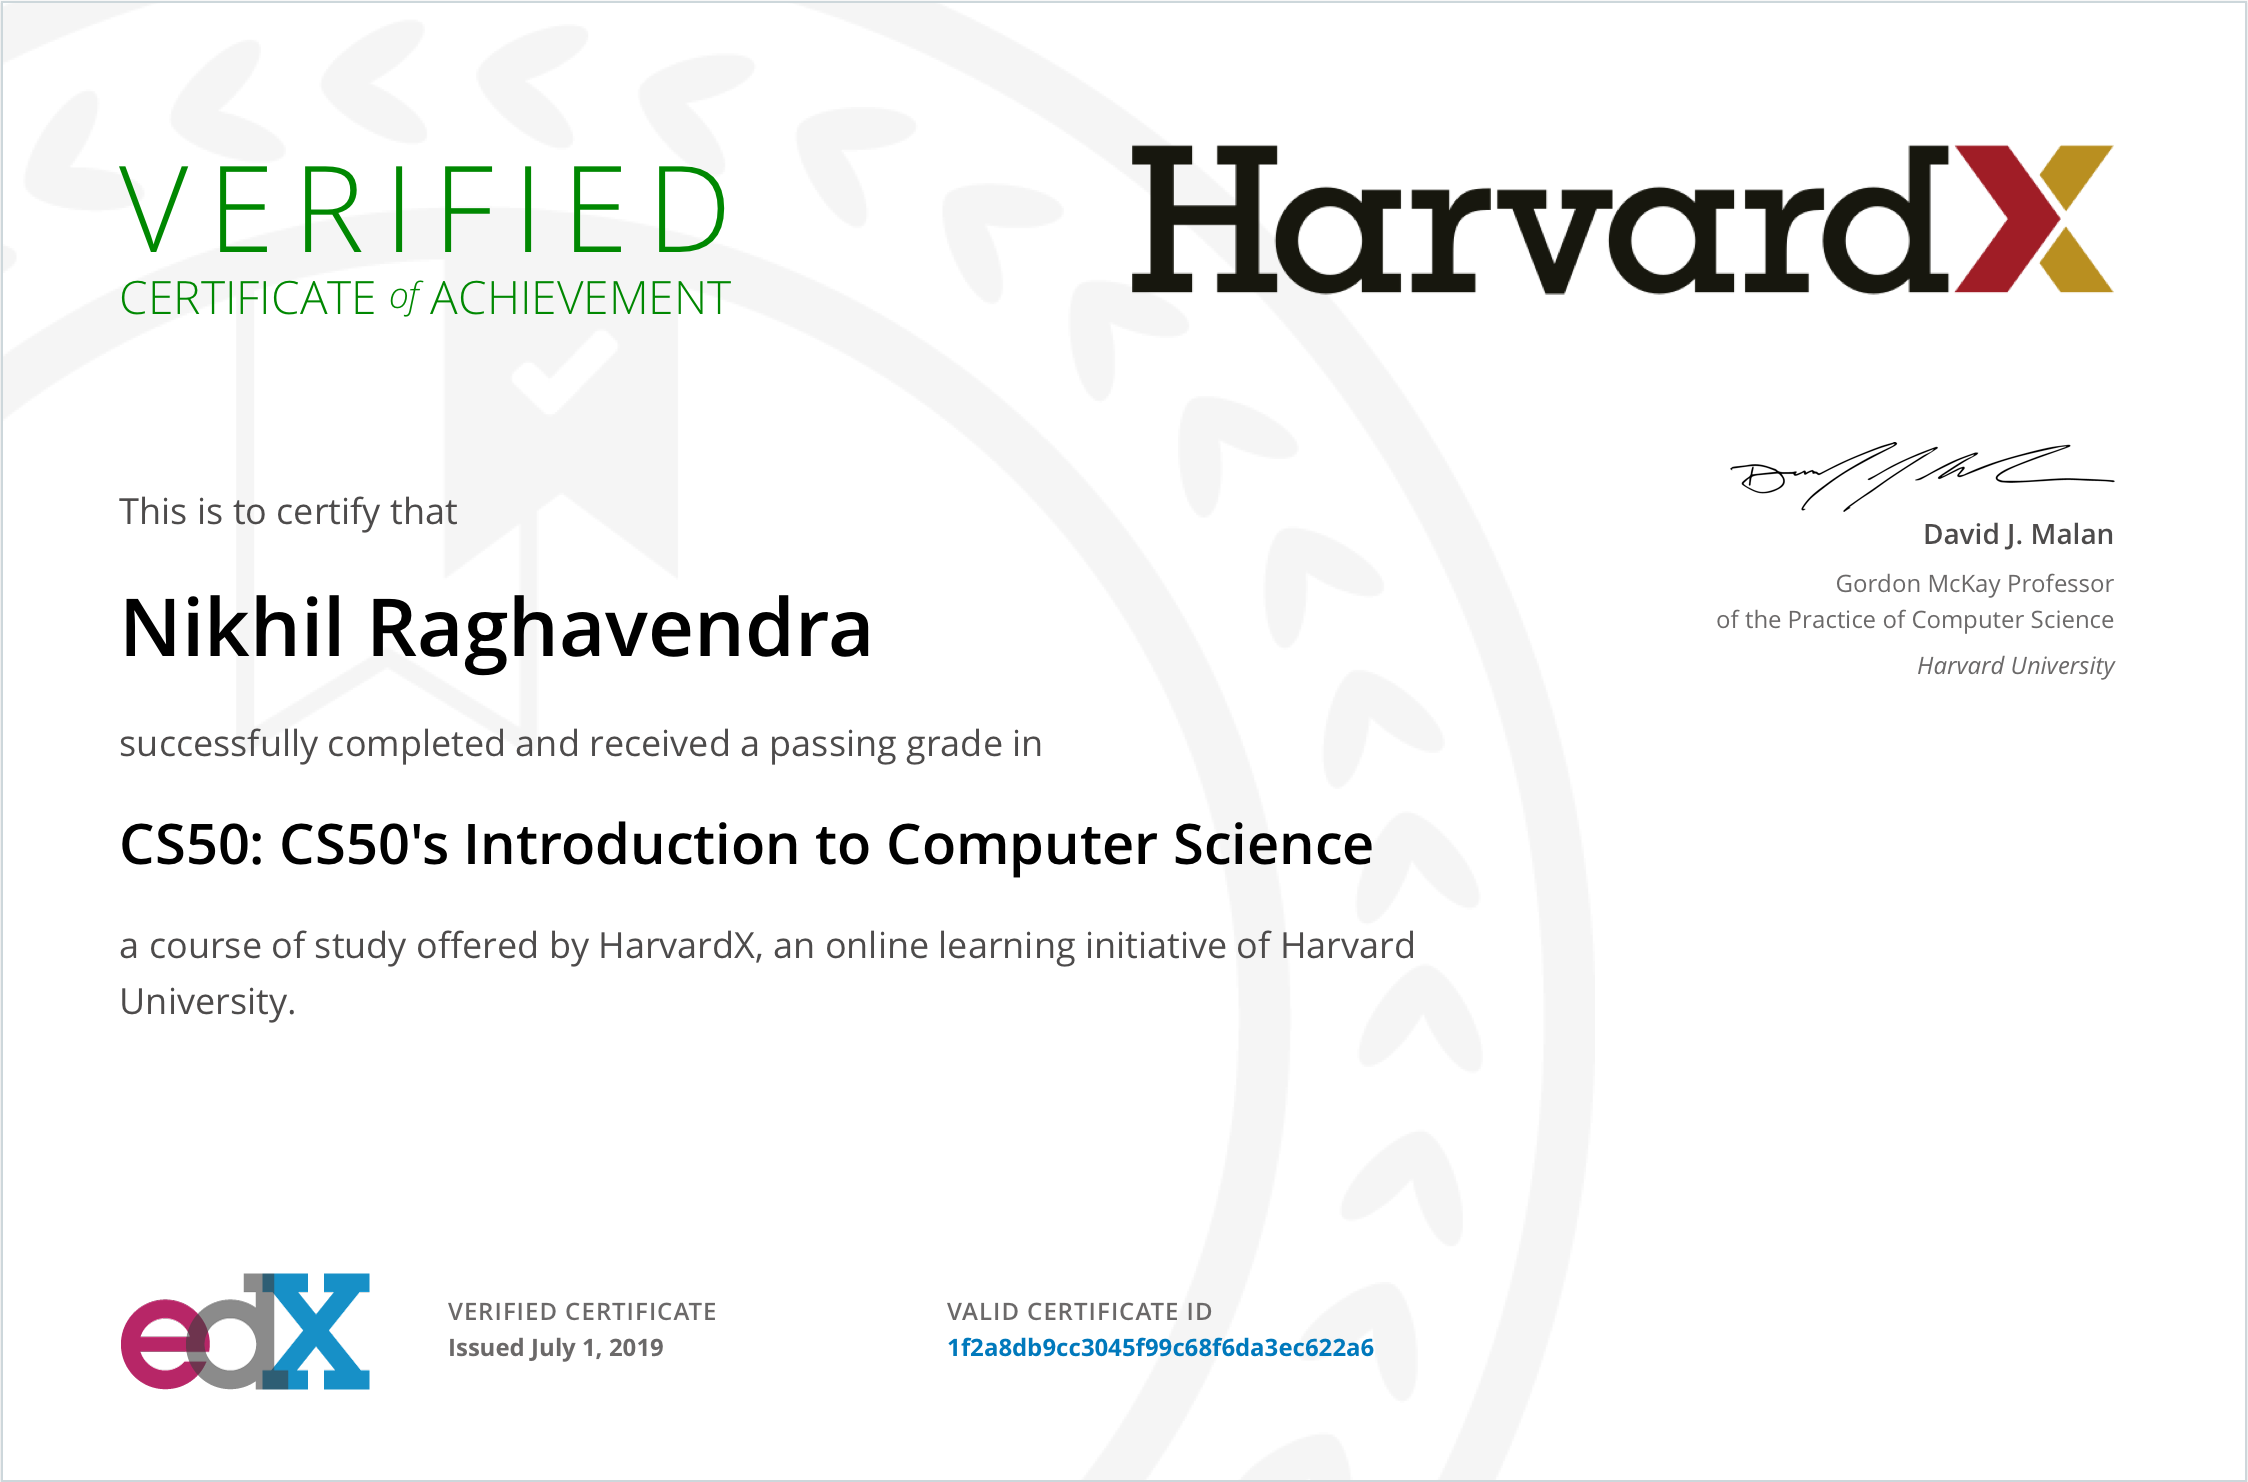 VERIFIED
CERTIFICATE of ACHIEVEMENT
HarvardX
This is to certify that
Nikhil Raghavendra
successfully completed and received a passing grade in
CS50: CS50's Introduction to Computer Science
a course of study offered by HarvardX, an online learning initiative of Harvard
University.
David J. Malan
Gordon McKay Professor
of the Practice of Computer Science
Harvard University
edX
VERIFIED CERTIFICATE
Issued July 1, 2019
VALID CERTIFICATE ID
1f2a8db9cc3045f99c68f6da3ec622a6